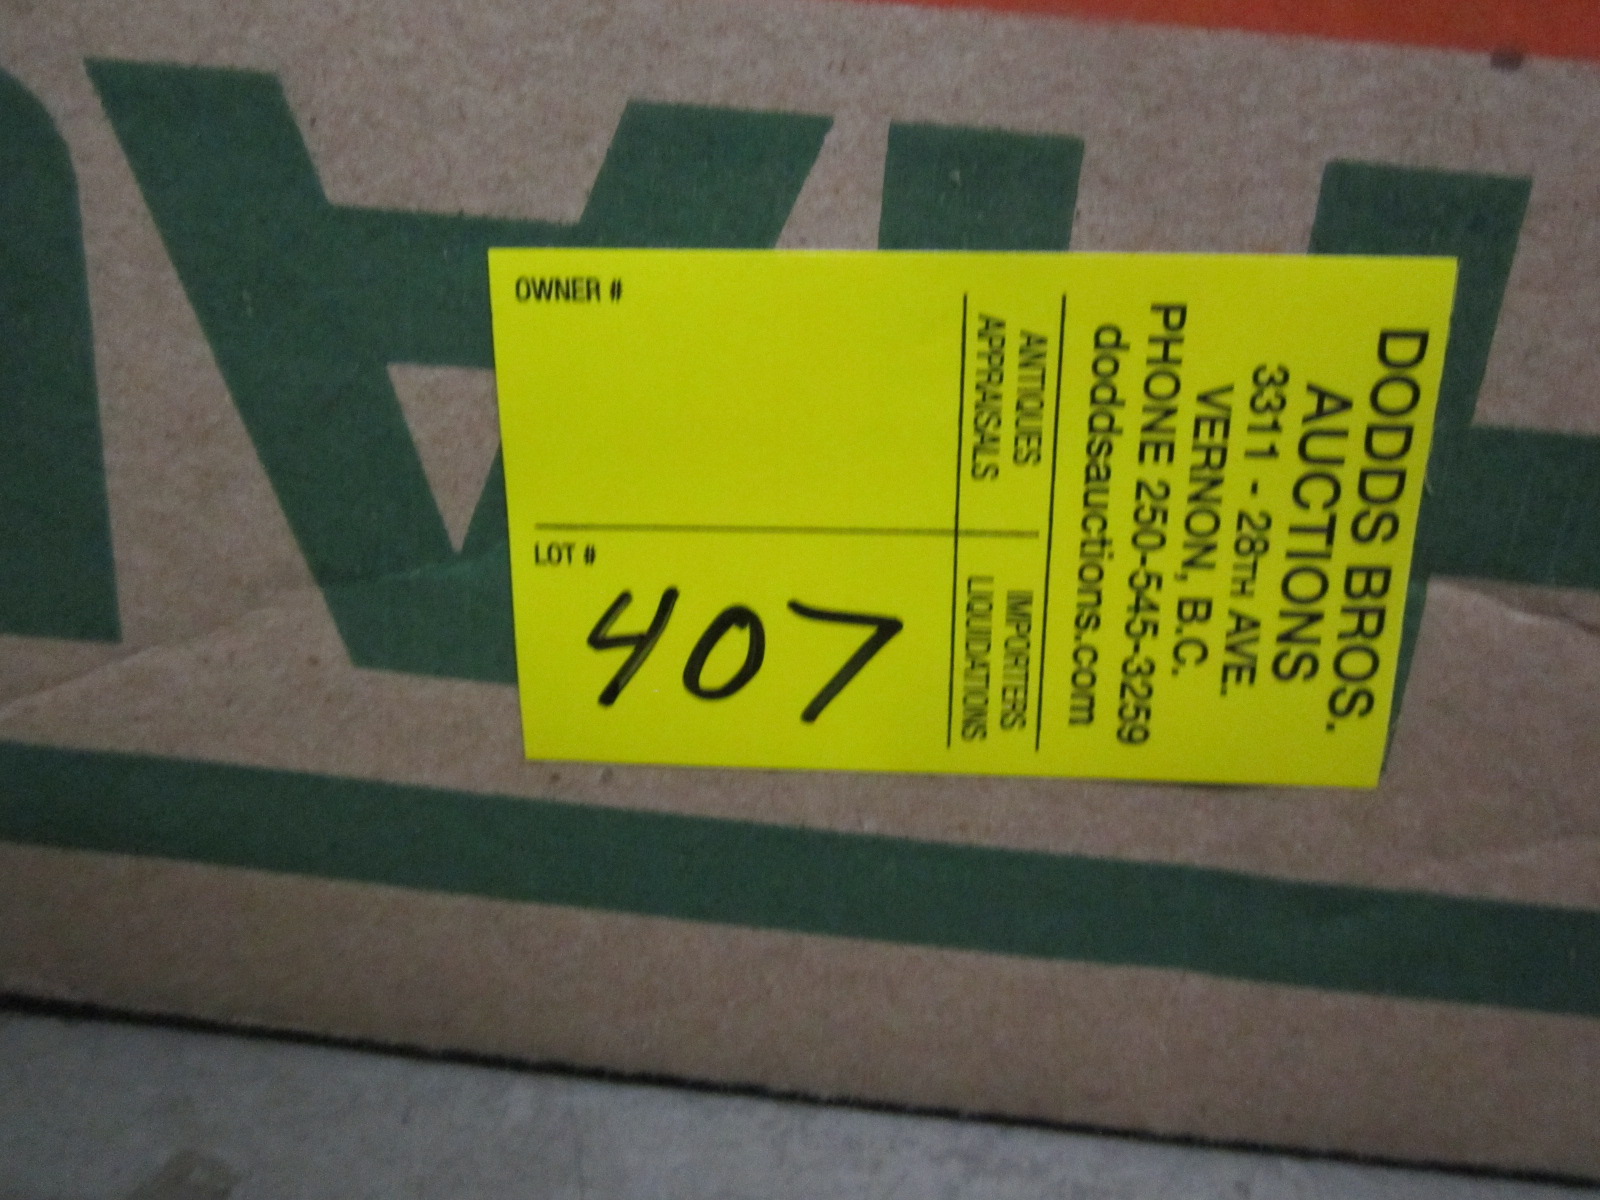 DODDS BROS.
AUCTIONS
3311 - 28TH AVE.
VERNON, B.C.
PHONE 250-545-3259
doddsauctions.com
ANTIQUES IMPORTERS
APPRAISALS LIQUIDATIONS
OWNER #
LOT #
407